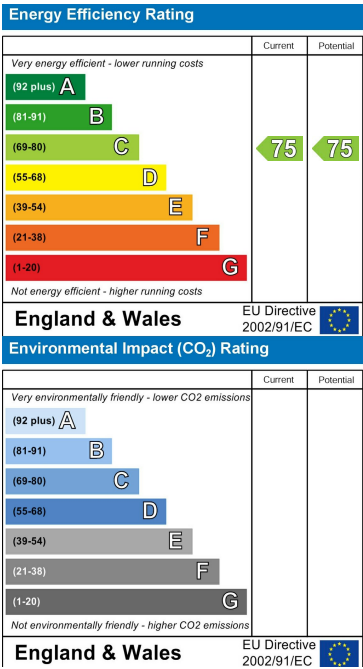 Energy Efficiency Rating
Current Potential
Very energy efficient - lower running costs
(92 plus) A
(81-91) B
(69-80) C 75 75
(55-68) D
(39-54) E
(21-38) F
(1-20) G
Not energy efficient - higher running costs
England & Wales EU Directive 2002/91/EC
Environmental Impact (CO₂) Rating
Current Potential
Very environmentally friendly - lower CO2 emissions
(92 plus) A
(81-91) B
(69-80) C
(55-68) D
(39-54) E
(21-38) F
(1-20) G
Not environmentally friendly - higher CO2 emissions
England & Wales EU Directive 2002/91/EC